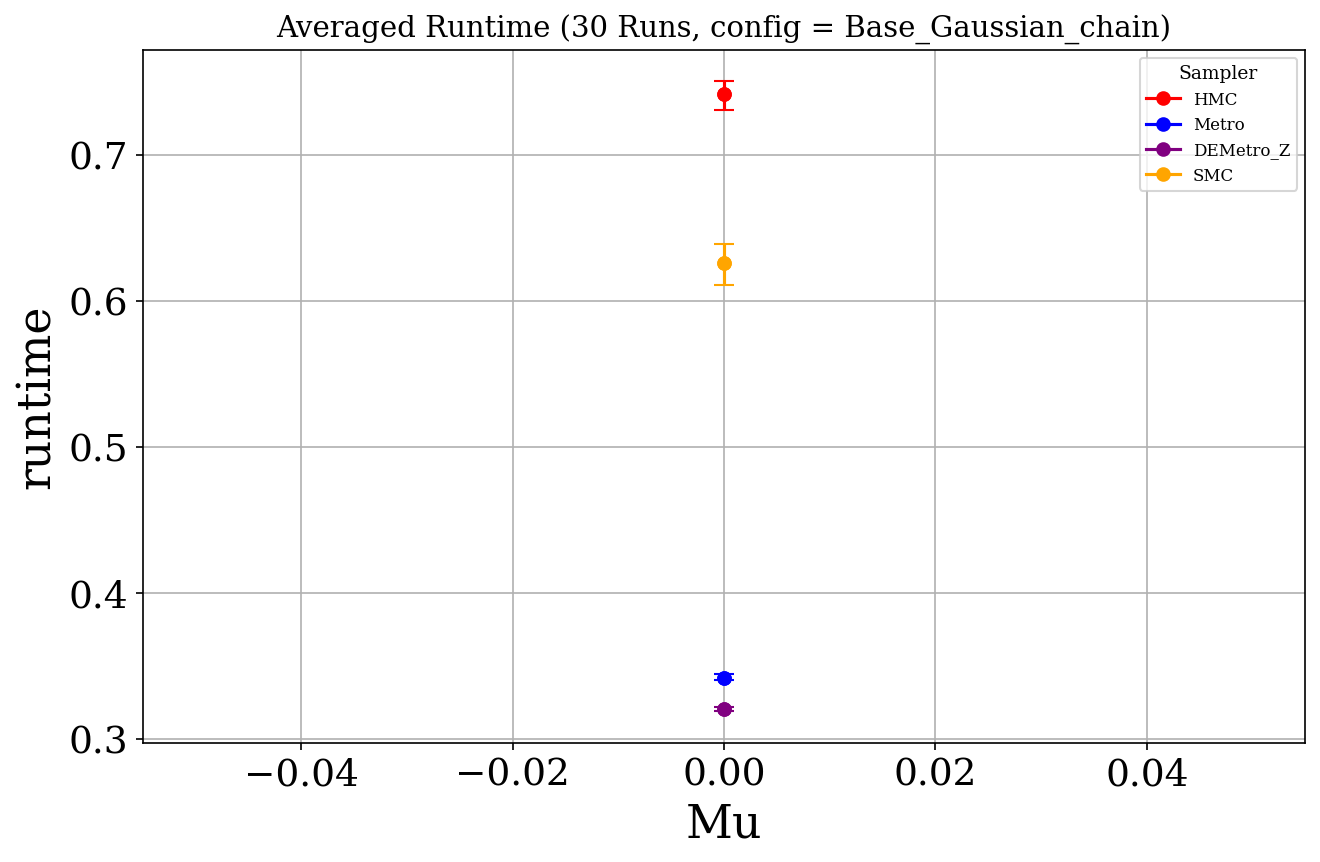 Averaged Runtime (30 Runs, config = Base_Gaussian_chain)
Sampler
HMC
Metro
DEMetro_Z
SMC
runtime
0.7
0.6
0.5
0.4
0.3
−0.04
−0.02
0.00
0.02
0.04
Mu